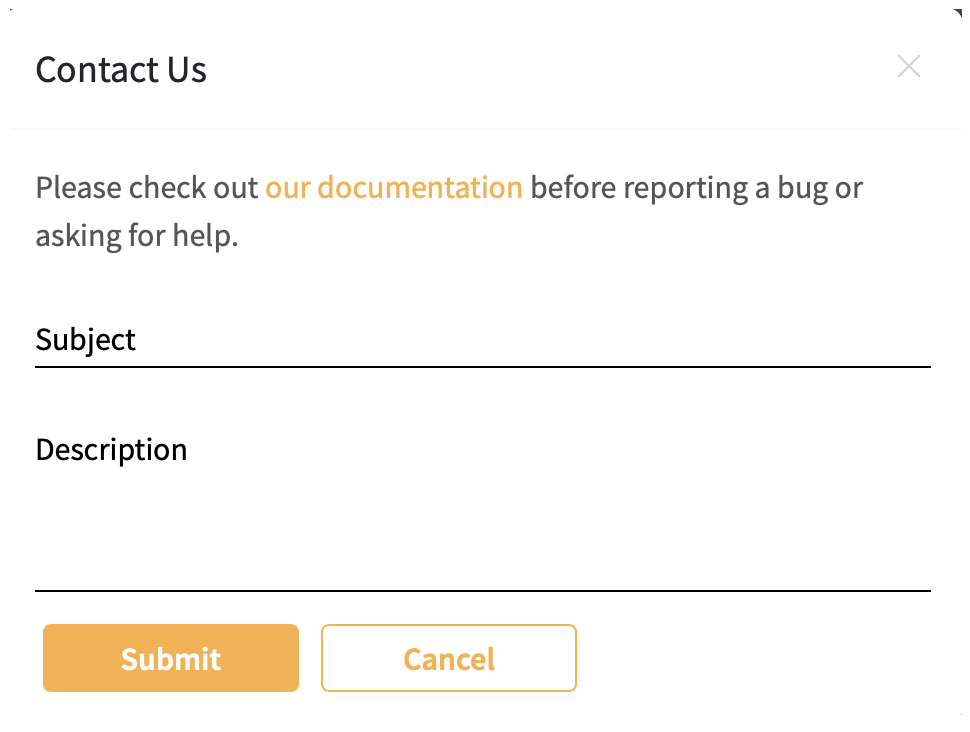 Contact Us
Please check out our documentation before reporting a bug or
asking for help.
Subject
Description
Submit
Cancel